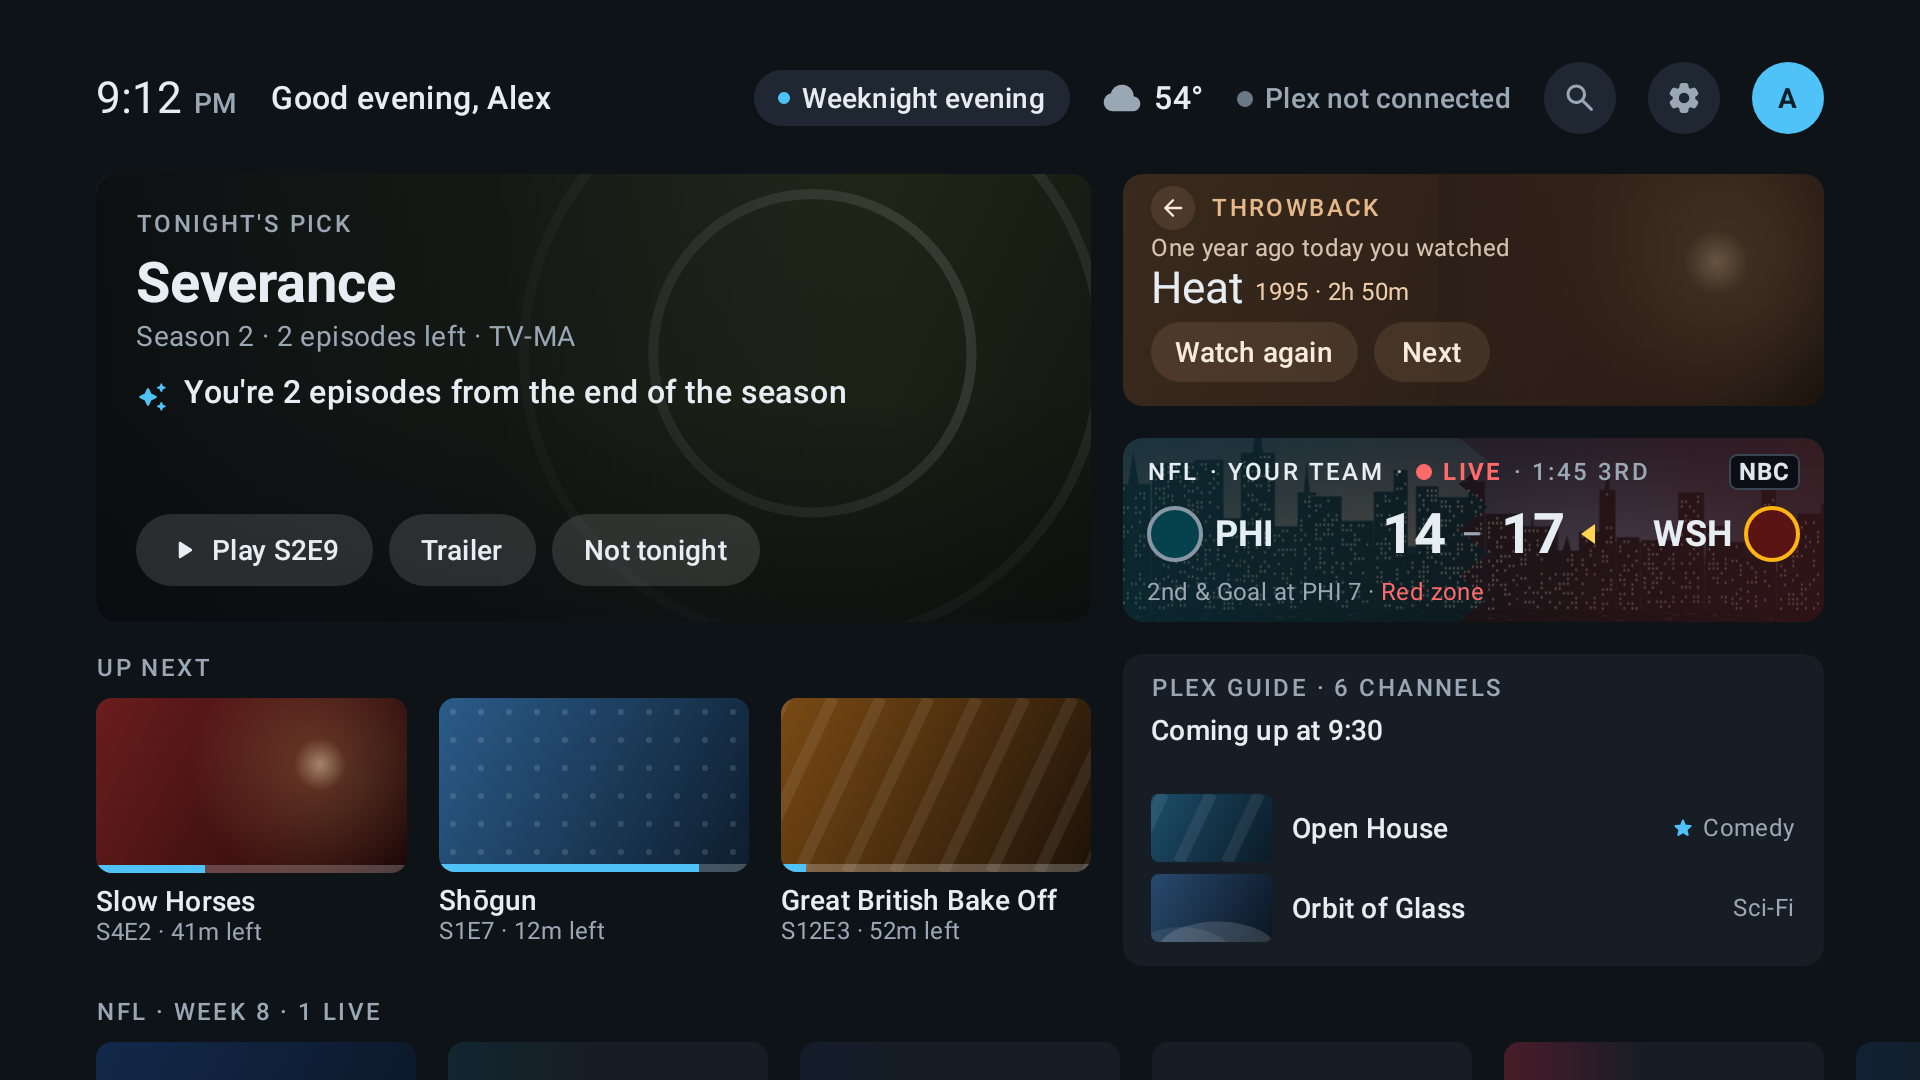 9:12 PM
Good evening, Alex
Weeknight evening
54°
Plex not connected
A
TONIGHT'S PICK
Severance
Season 2 · 2 episodes left · TV-MA
You're 2 episodes from the end of the season
Play S2E9
Trailer
Not tonight
THROWBACK
One year ago today you watched
Heat 1995 · 2h 50m
Watch again
Next
NFL · YOUR TEAM · LIVE · 1:45 3RD
NBC
PHI 14 – 17 WSH
2nd & Goal at PHI 7 · Red zone
UP NEXT
Slow Horses
S4E2 · 41m left
Shōgun
S1E7 · 12m left
Great British Bake Off
S12E3 · 52m left
PLEX GUIDE · 6 CHANNELS
Coming up at 9:30
Open House
Comedy
Orbit of Glass
Sci-Fi
NFL · WEEK 8 · 1 LIVE